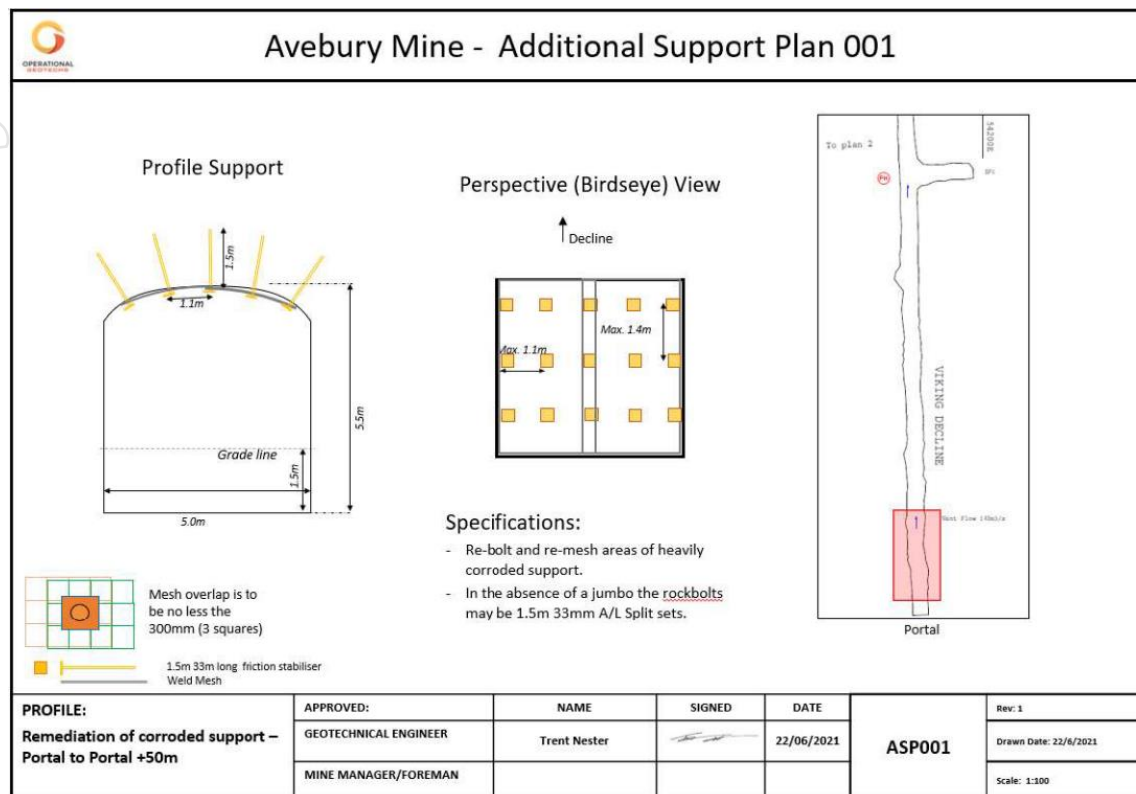 OPERATIONAL
GEOTECHS
Avebury Mine - Additional Support Plan 001
Profile Support
1.5m
1.1m
5.5m
Grade line
1.5m
5.0m
Perspective (Birdseye) View
Decline
Max. 1.4m
Max. 1.1m
Specifications:
- Re-bolt and re-mesh areas of heavily
corroded support.
- In the absence of a jumbo the rockbolts
may be 1.5m 33mm A/L Split sets.
To plan 2
54200E
VIKING DECLINE
Portal
Mesh overlap is to
be no less the
300mm (3 squares)
1.5m 33m long friction stabiliser
Weld Mesh
PROFILE:
Remediation of corroded support –
Portal to Portal +50m
APPROVED: NAME SIGNED DATE
GEOTECHNICAL ENGINEER Trent Nester 22/06/2021
MINE MANAGER/FOREMAN
ASP001
Rev: 1
Drawn Date: 22/6/2021
Scale: 1:100